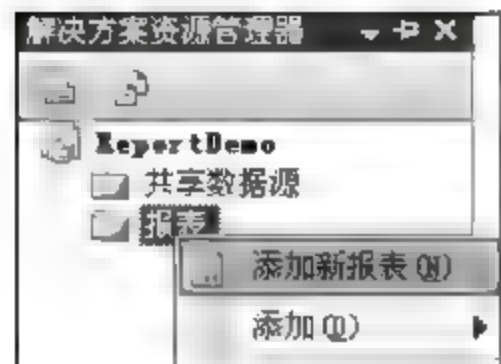 解决方案资源管理器
ReportDemo
共享数据源
报表
添加新报表(N)
添加(D)